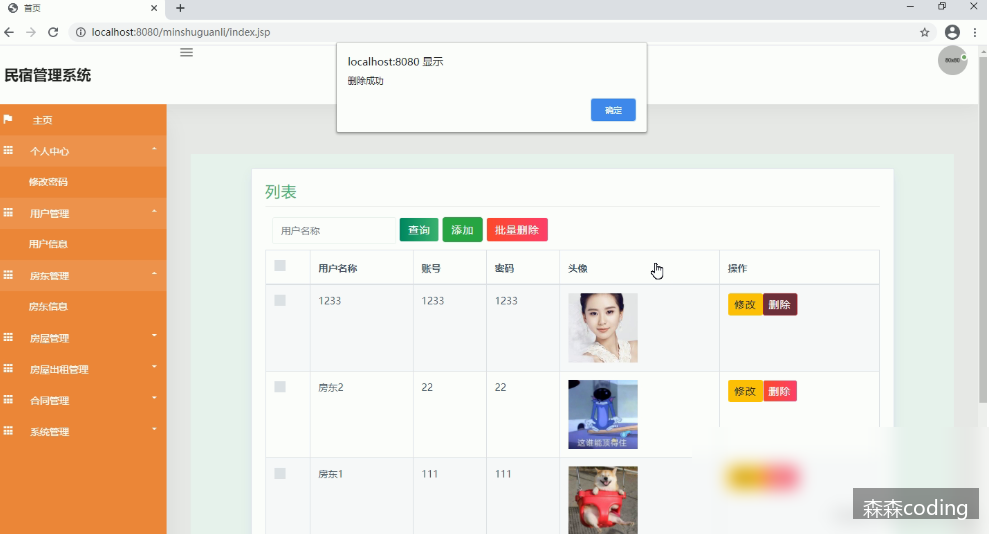 首页
localhost:8080/minshuguanli/index.jsp
民宿管理系统
localhost:8080 显示
删除成功
确定
主页
个人中心
修改密码
用户管理
用户信息
房东管理
房东信息
房屋管理
房屋出租管理
合同管理
系统管理
列表
用户名称 查询 添加 批量删除
用户名称 账号 密码 头像 操作
1233 1233 1233 修改 删除
房东2 22 22 修改 删除
这谁能顶得住
房东1 111 111
森森coding